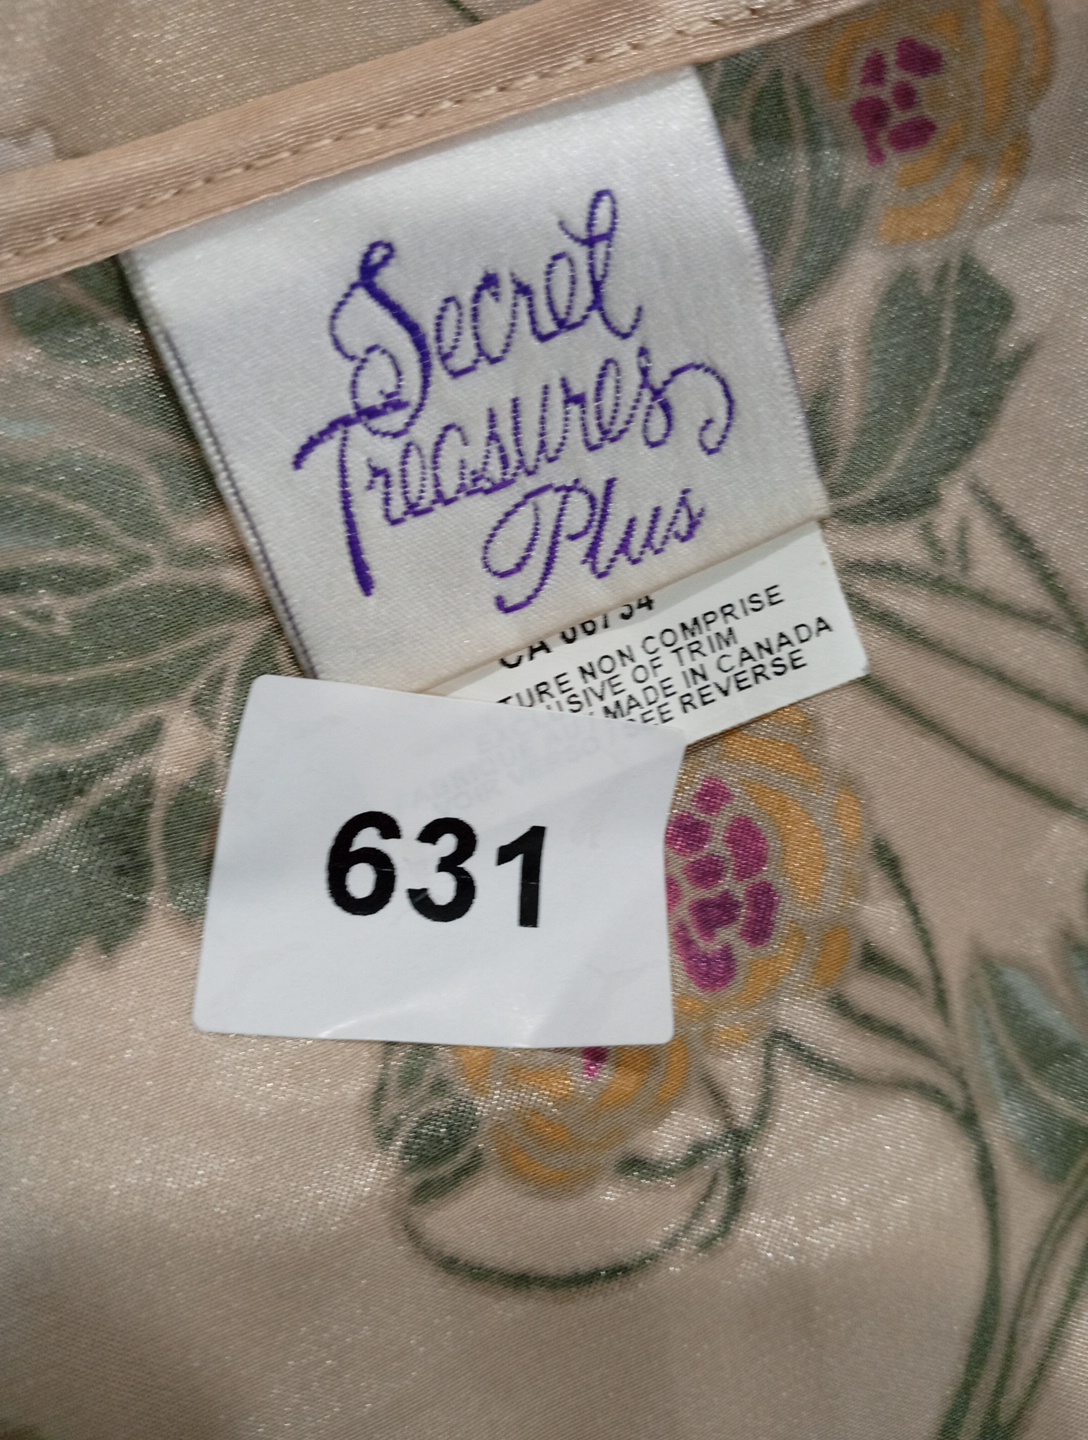 Secret
Treasures
Plus
CA 06734
TURE NON COMPRISE
USIVE OF TRIM
MADE IN CANADA
SEE REVERSE
631